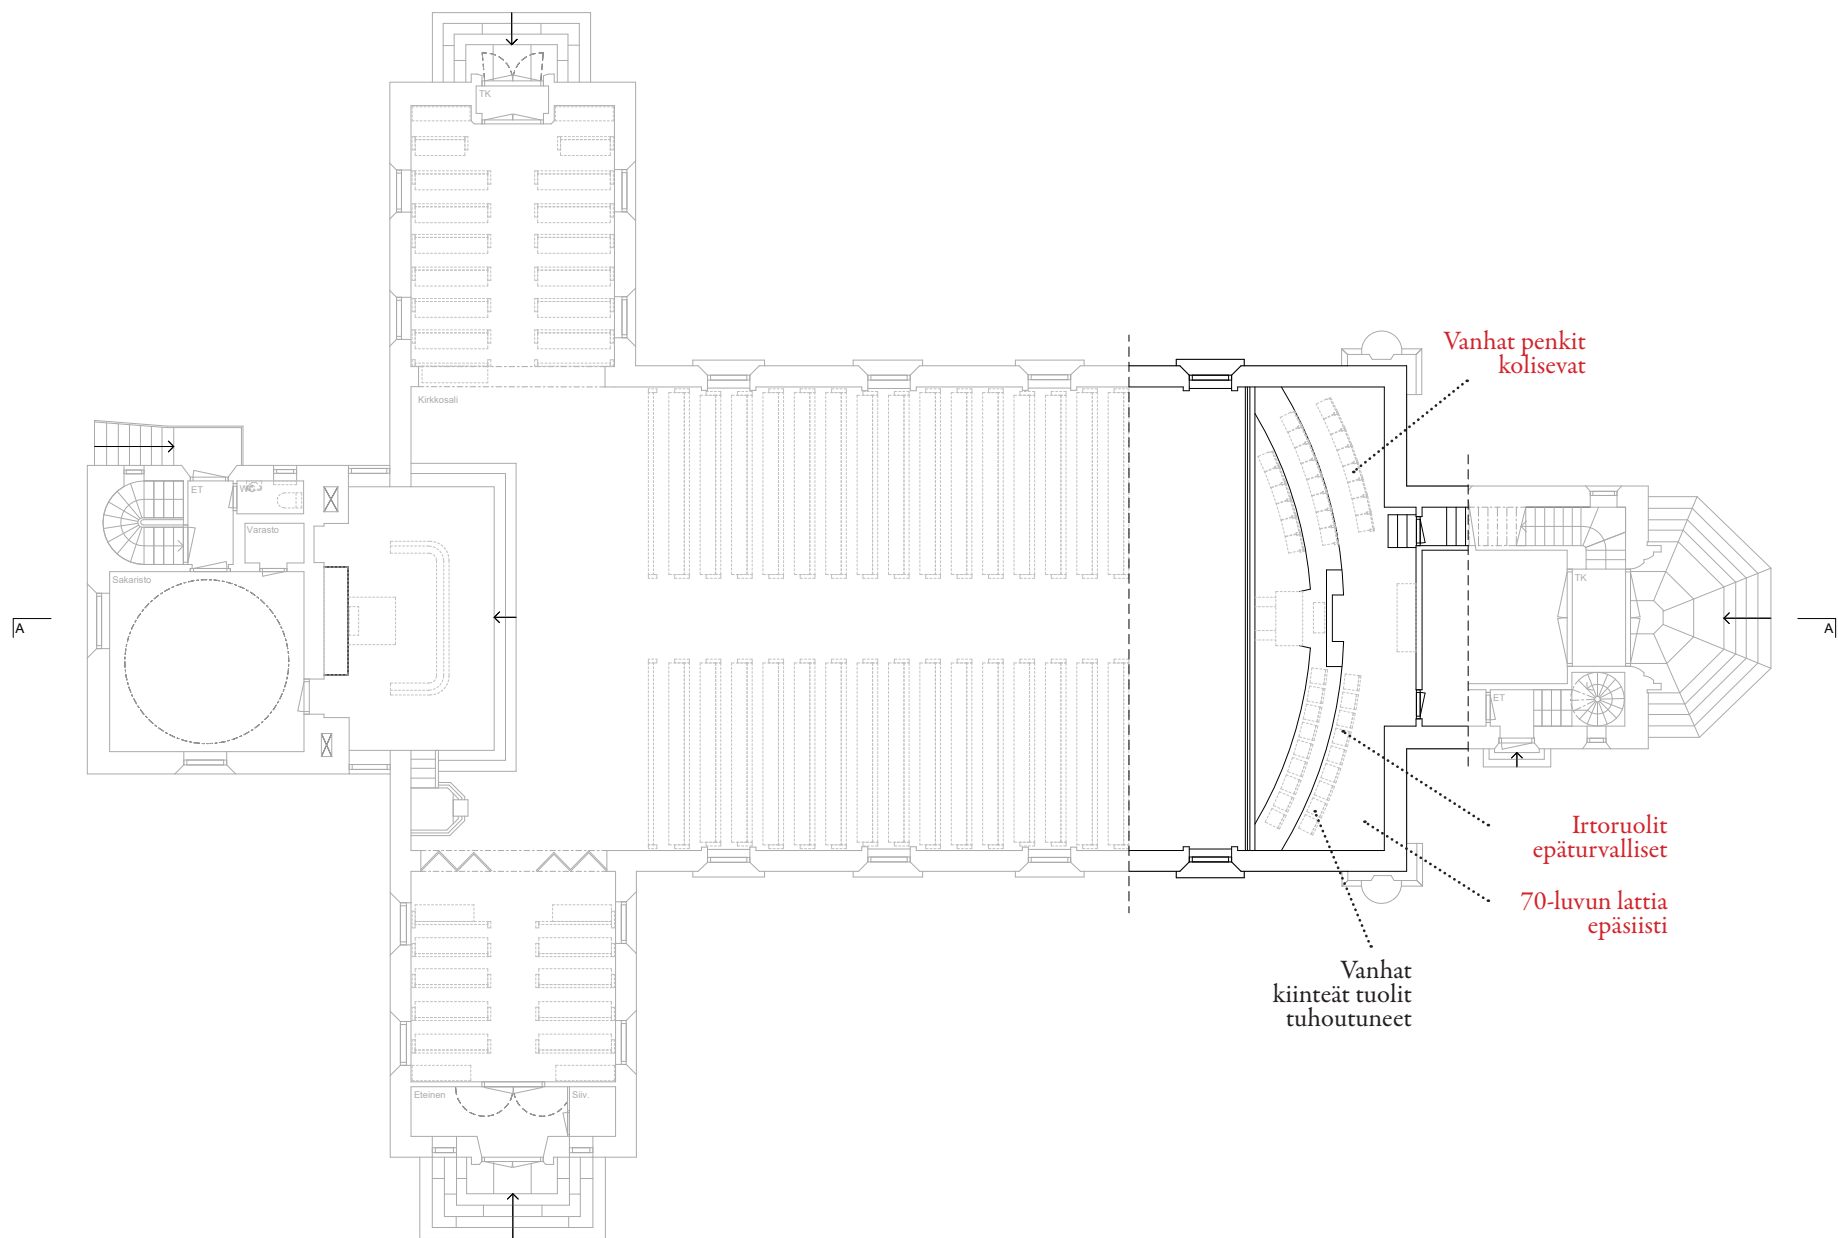 TK
Vanhat penkit
kolisevat
Kirkkosali
ET
WC
Varasto
Sakaristo
TK
A
A
ET
Irtoruolit
epäturvalliset
70-luvun lattia
epäsiisti
Vanhat
kiinteät tuolit
tuhoutuneet
Eteinen
Siiv.